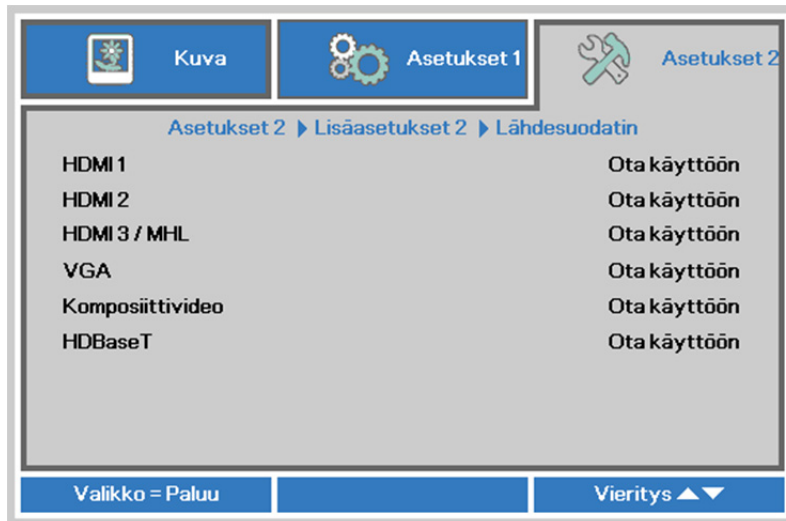 Kuva
Asetukset 1
Asetukset 2
Asetukset 2 ▶ Lisäasetukset 2 ▶ Lähdesuodatin
HDMI 1 Ota käyttöön
HDMI 2 Ota käyttöön
HDMI 3 / MHL Ota käyttöön
VGA Ota käyttöön
Komposiittivideo Ota käyttöön
HDBaseT Ota käyttöön
Valikko = Paluu
Vieritys ▲▼